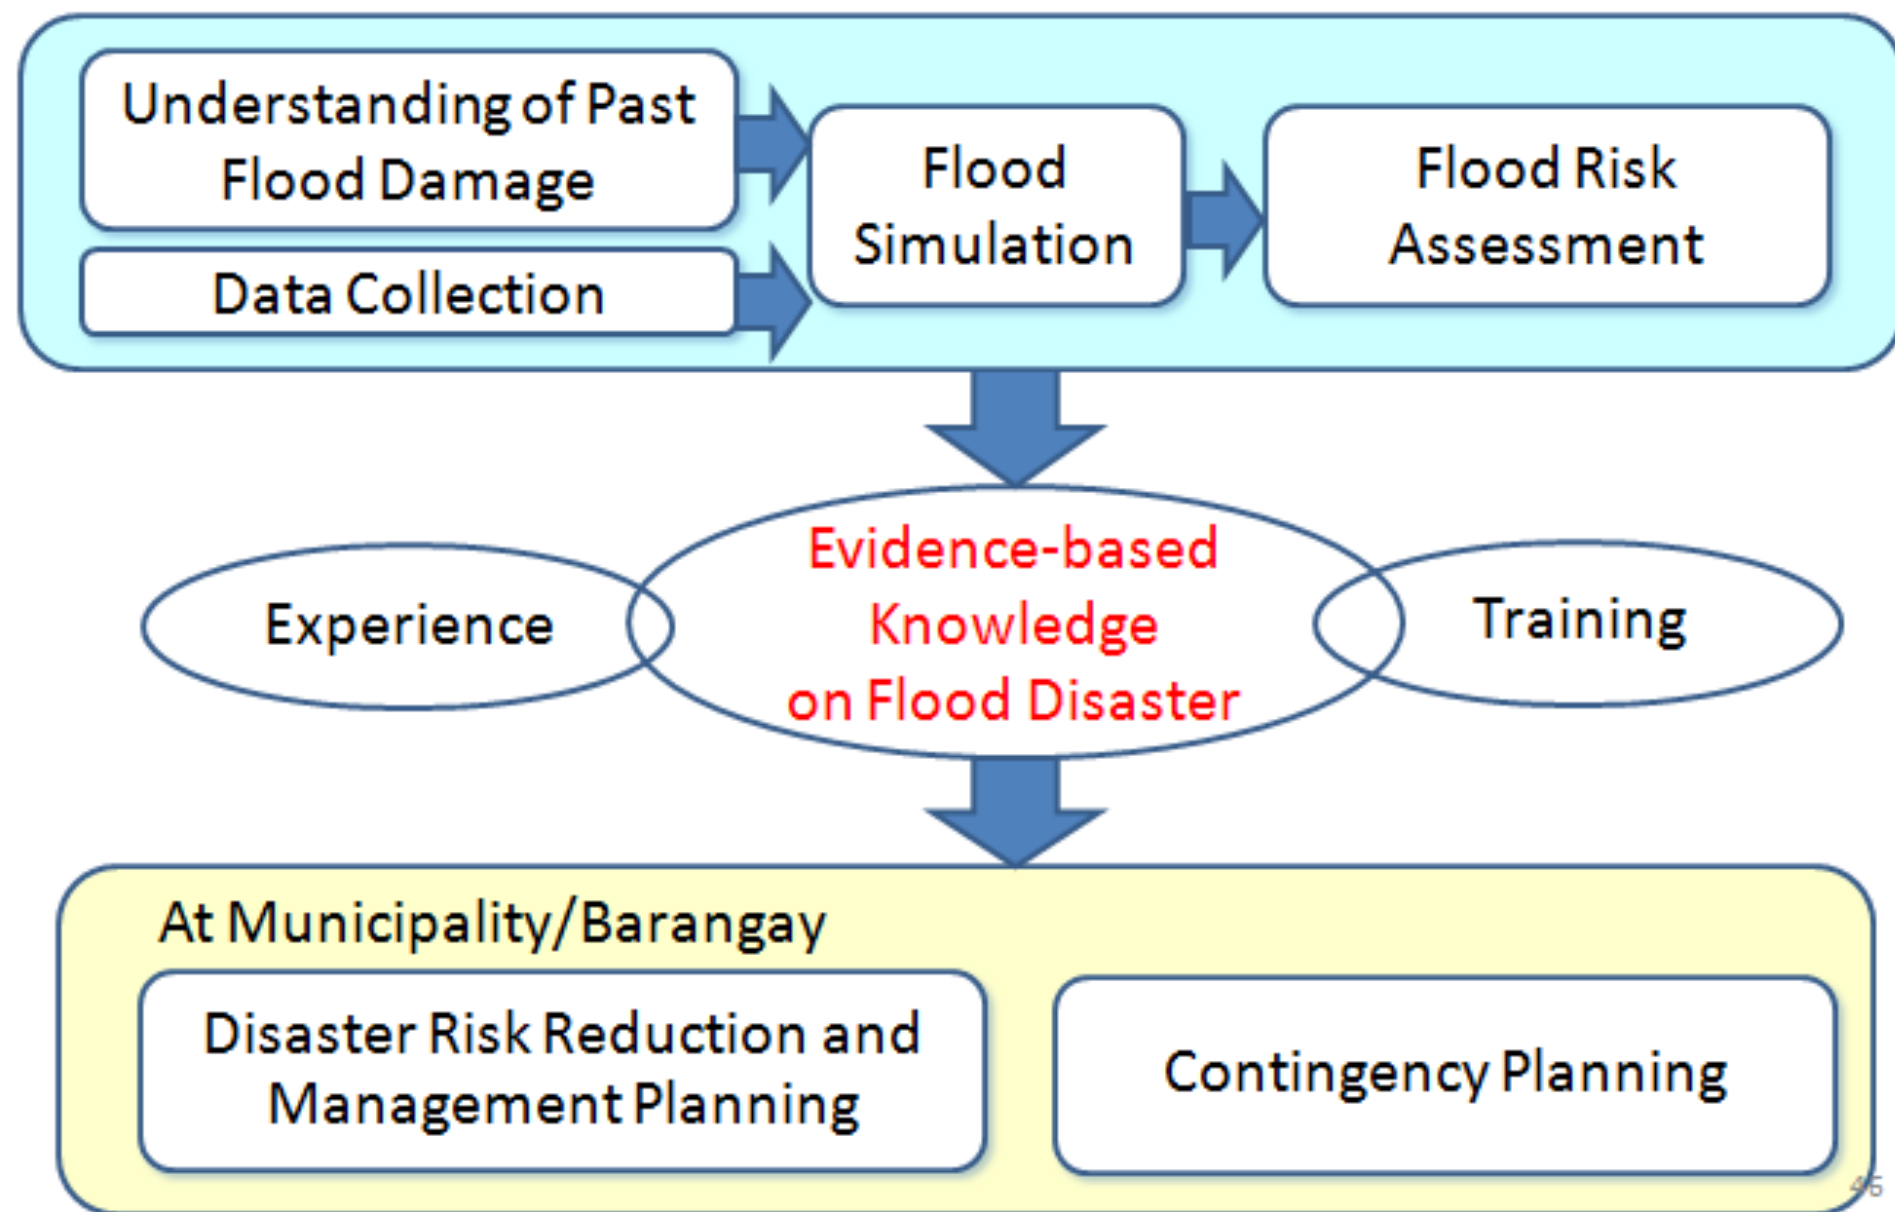 Understanding of Past
Flood Damage
Data Collection
Flood
Simulation
Flood Risk
Assessment
Experience
Evidence-based
Knowledge
on Flood Disaster
Training
At Municipality/Barangay
Disaster Risk Reduction and
Management Planning
Contingency Planning
46